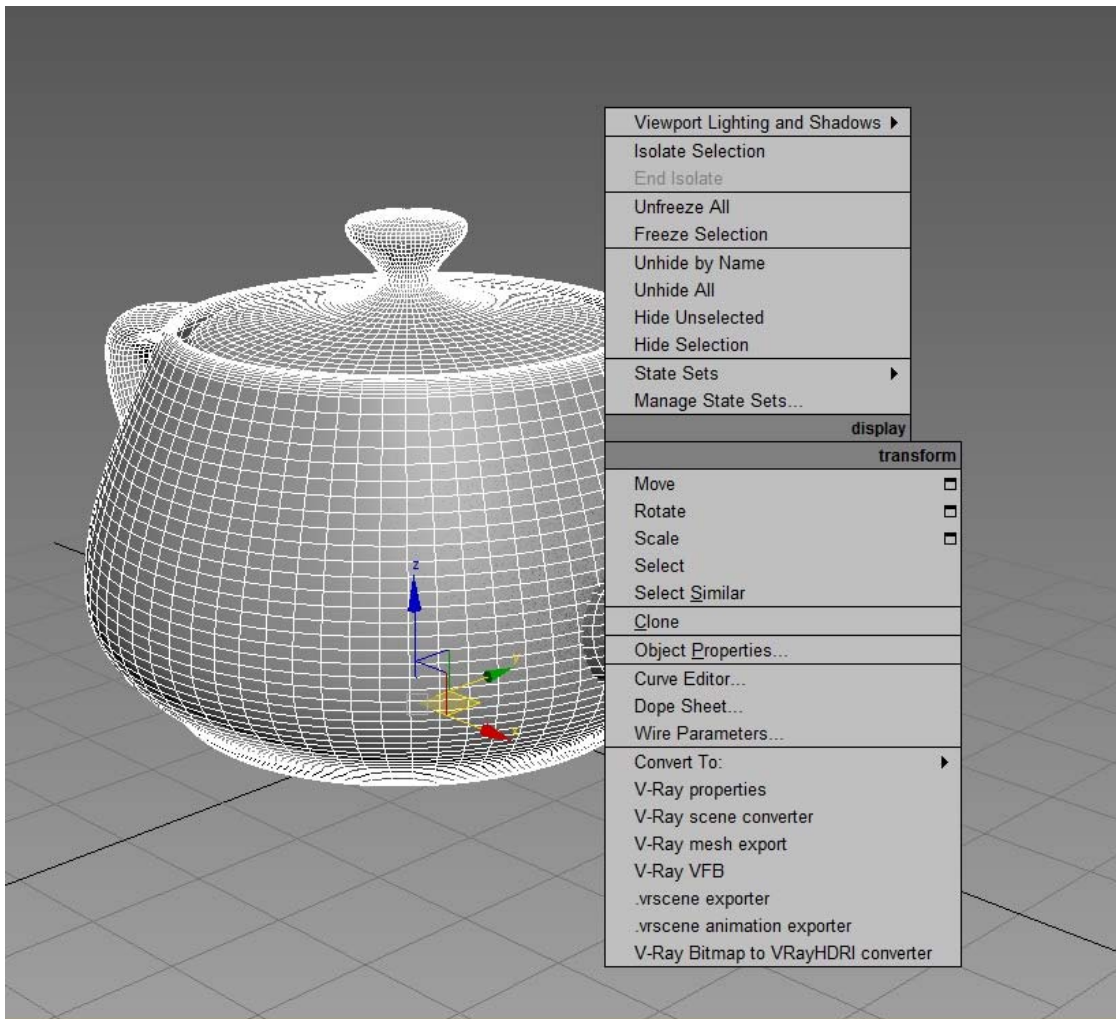 Viewport Lighting and Shadows
Isolate Selection
End Isolate
Unfreeze All
Freeze Selection
Unhide by Name
Unhide All
Hide Unselected
Hide Selection
State Sets
Manage State Sets...
display
transform
Move
Rotate
Scale
Select
Select Similar
Clone
Object Properties...
Curve Editor...
Dope Sheet...
Wire Parameters...
Convert To:
V-Ray properties
V-Ray scene converter
V-Ray mesh export
V-Ray VFB
.vrscene exporter
.vrscene animation exporter
V-Ray Bitmap to VRayHDRI converter
z
y
x